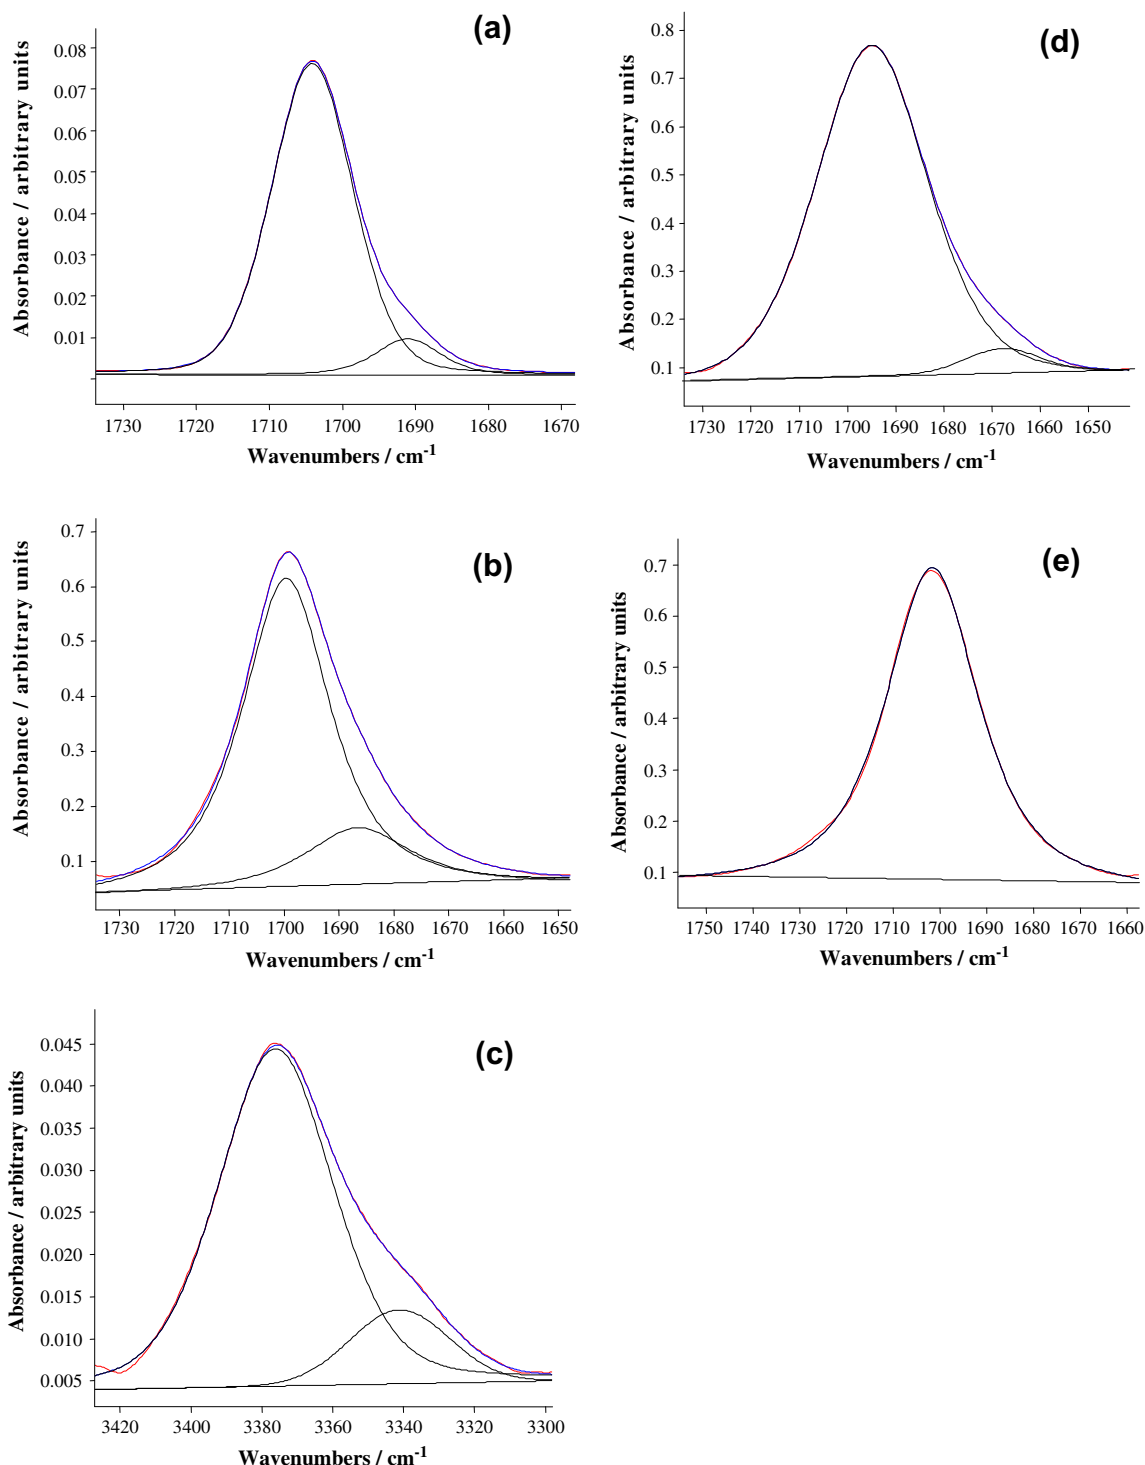 (a)
Absorbance / arbitrary units
0.08
0.07
0.06
0.05
0.04
0.03
0.02
0.01
1730 1720 1710 1700 1690 1680 1670
Wavenumbers / cm-1
(d)
Absorbance / arbitrary units
0.8
0.7
0.6
0.5
0.4
0.3
0.2
0.1
1730 1720 1710 1700 1690 1680 1670 1660 1650
Wavenumbers / cm-1
(b)
Absorbance / arbitrary units
0.7
0.6
0.5
0.4
0.3
0.2
0.1
1730 1720 1710 1700 1690 1680 1670 1660 1650
Wavenumbers / cm-1
(e)
Absorbance / arbitrary units
0.7
0.6
0.5
0.4
0.3
0.2
0.1
1750 1740 1730 1720 1710 1700 1690 1680 1670 1660
Wavenumbers / cm-1
(c)
Absorbance / arbitrary units
0.045
0.040
0.035
0.030
0.025
0.020
0.015
0.010
0.005
3420 3400 3380 3360 3340 3320 3300
Wavenumbers / cm-1